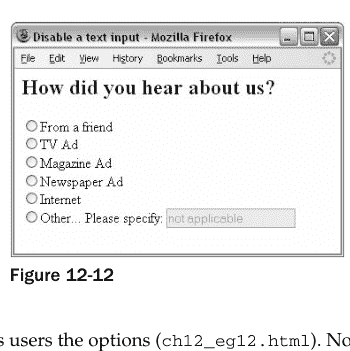 Disable a text input - Mozilla Firefox
File Edit View History Bookmarks Tools Help
How did you hear about us?
From a friend
TV Ad
Magazine Ad
Newspaper Ad
Internet
Other... Please specify: not applicable
Figure 12-12
s users the options (ch12_eg12.html). No